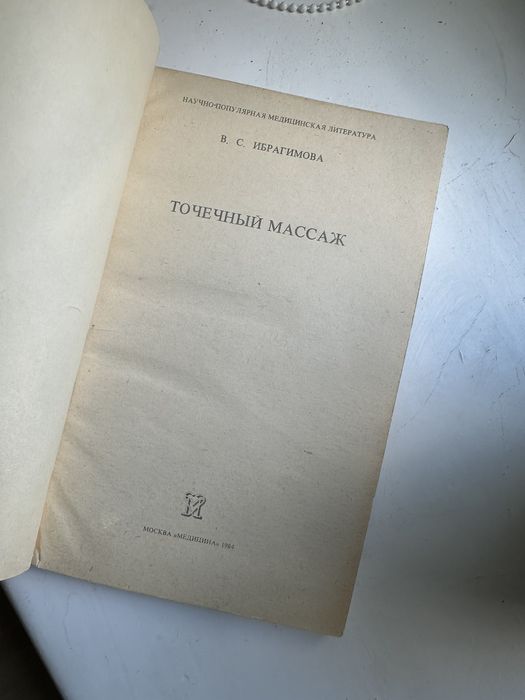 НАУЧНО-ПОПУЛЯРНАЯ МЕДИЦИНСКАЯ ЛИТЕРАТУРА
В. С. ИБРАГИМОВА
ТОЧЕЧНЫЙ МАССАЖ
МОСКВА «МЕДИЦИНА» 1984